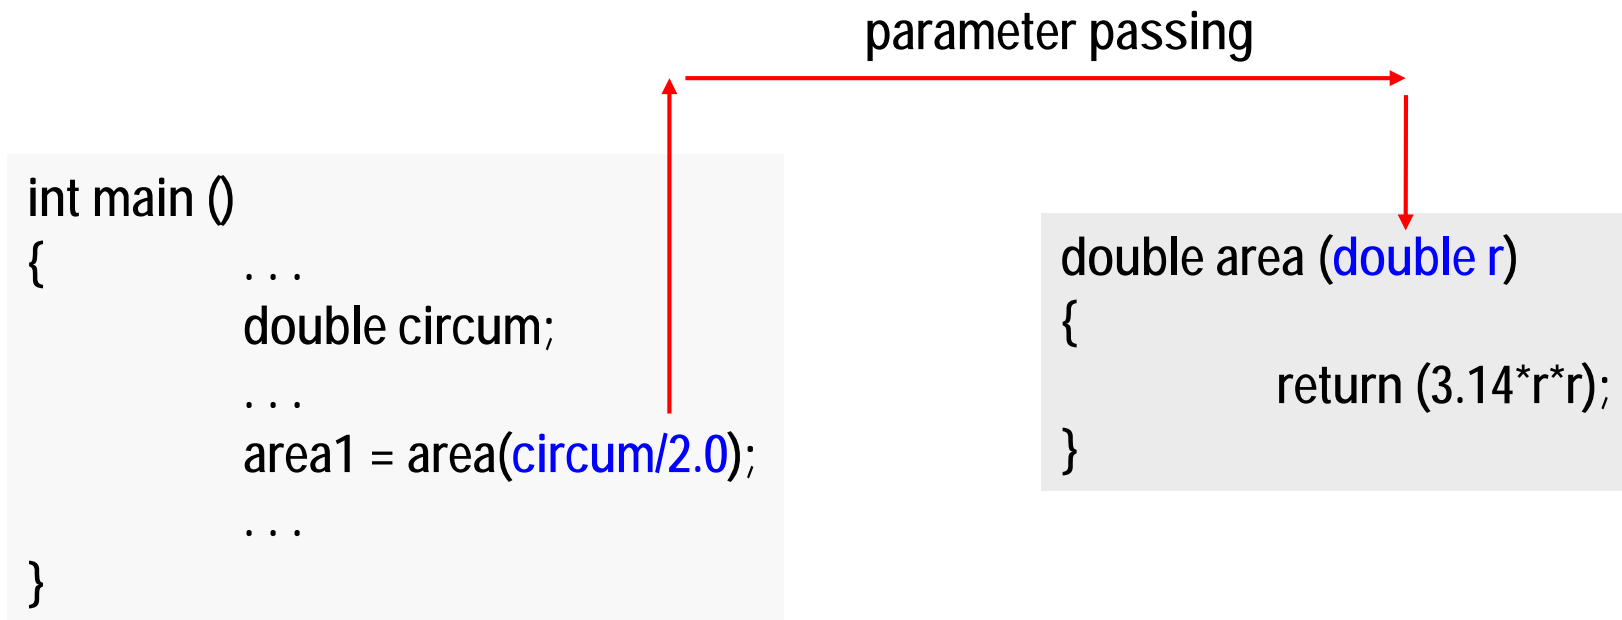 parameter passing
int main ()
{ . . .
double circum;
. . .
area1 = area(circum/2.0);
. . .
}
double area (double r)
{
return (3.14*r*r);
}